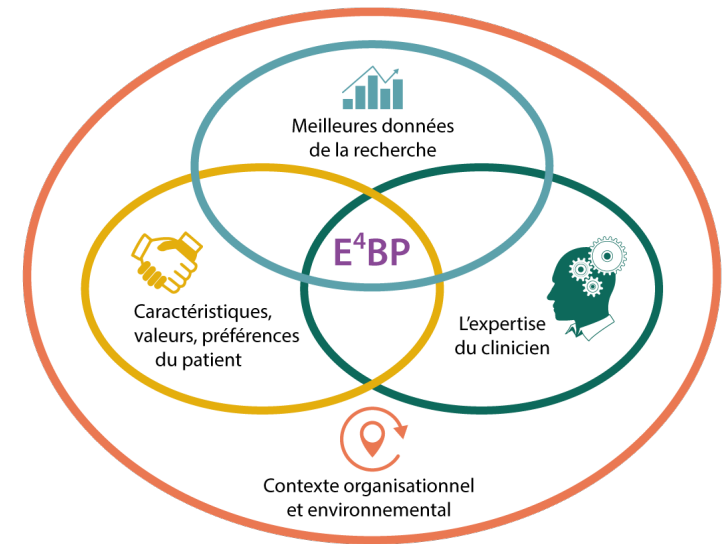 Meilleures données
de la recherche
E⁴BP
Caractéristiques,
valeurs, préférences
du patient
L’expertise
du clinicien
Contexte organisationnel
et environnemental